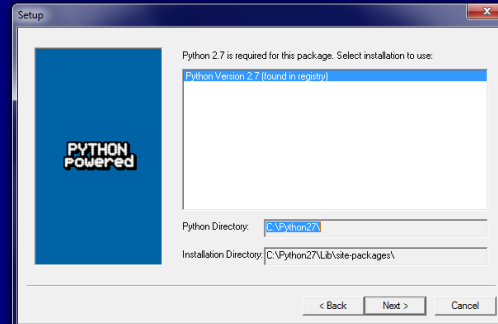 Setup
Python 2.7 is required for this package. Select installation to use:
Python Version 2.7 (found in registry)
PYTHON
powered
Python Directory: C:\Python27\
Installation Directory: C:\Python27\Lib\site-packages\
< Back Next > Cancel